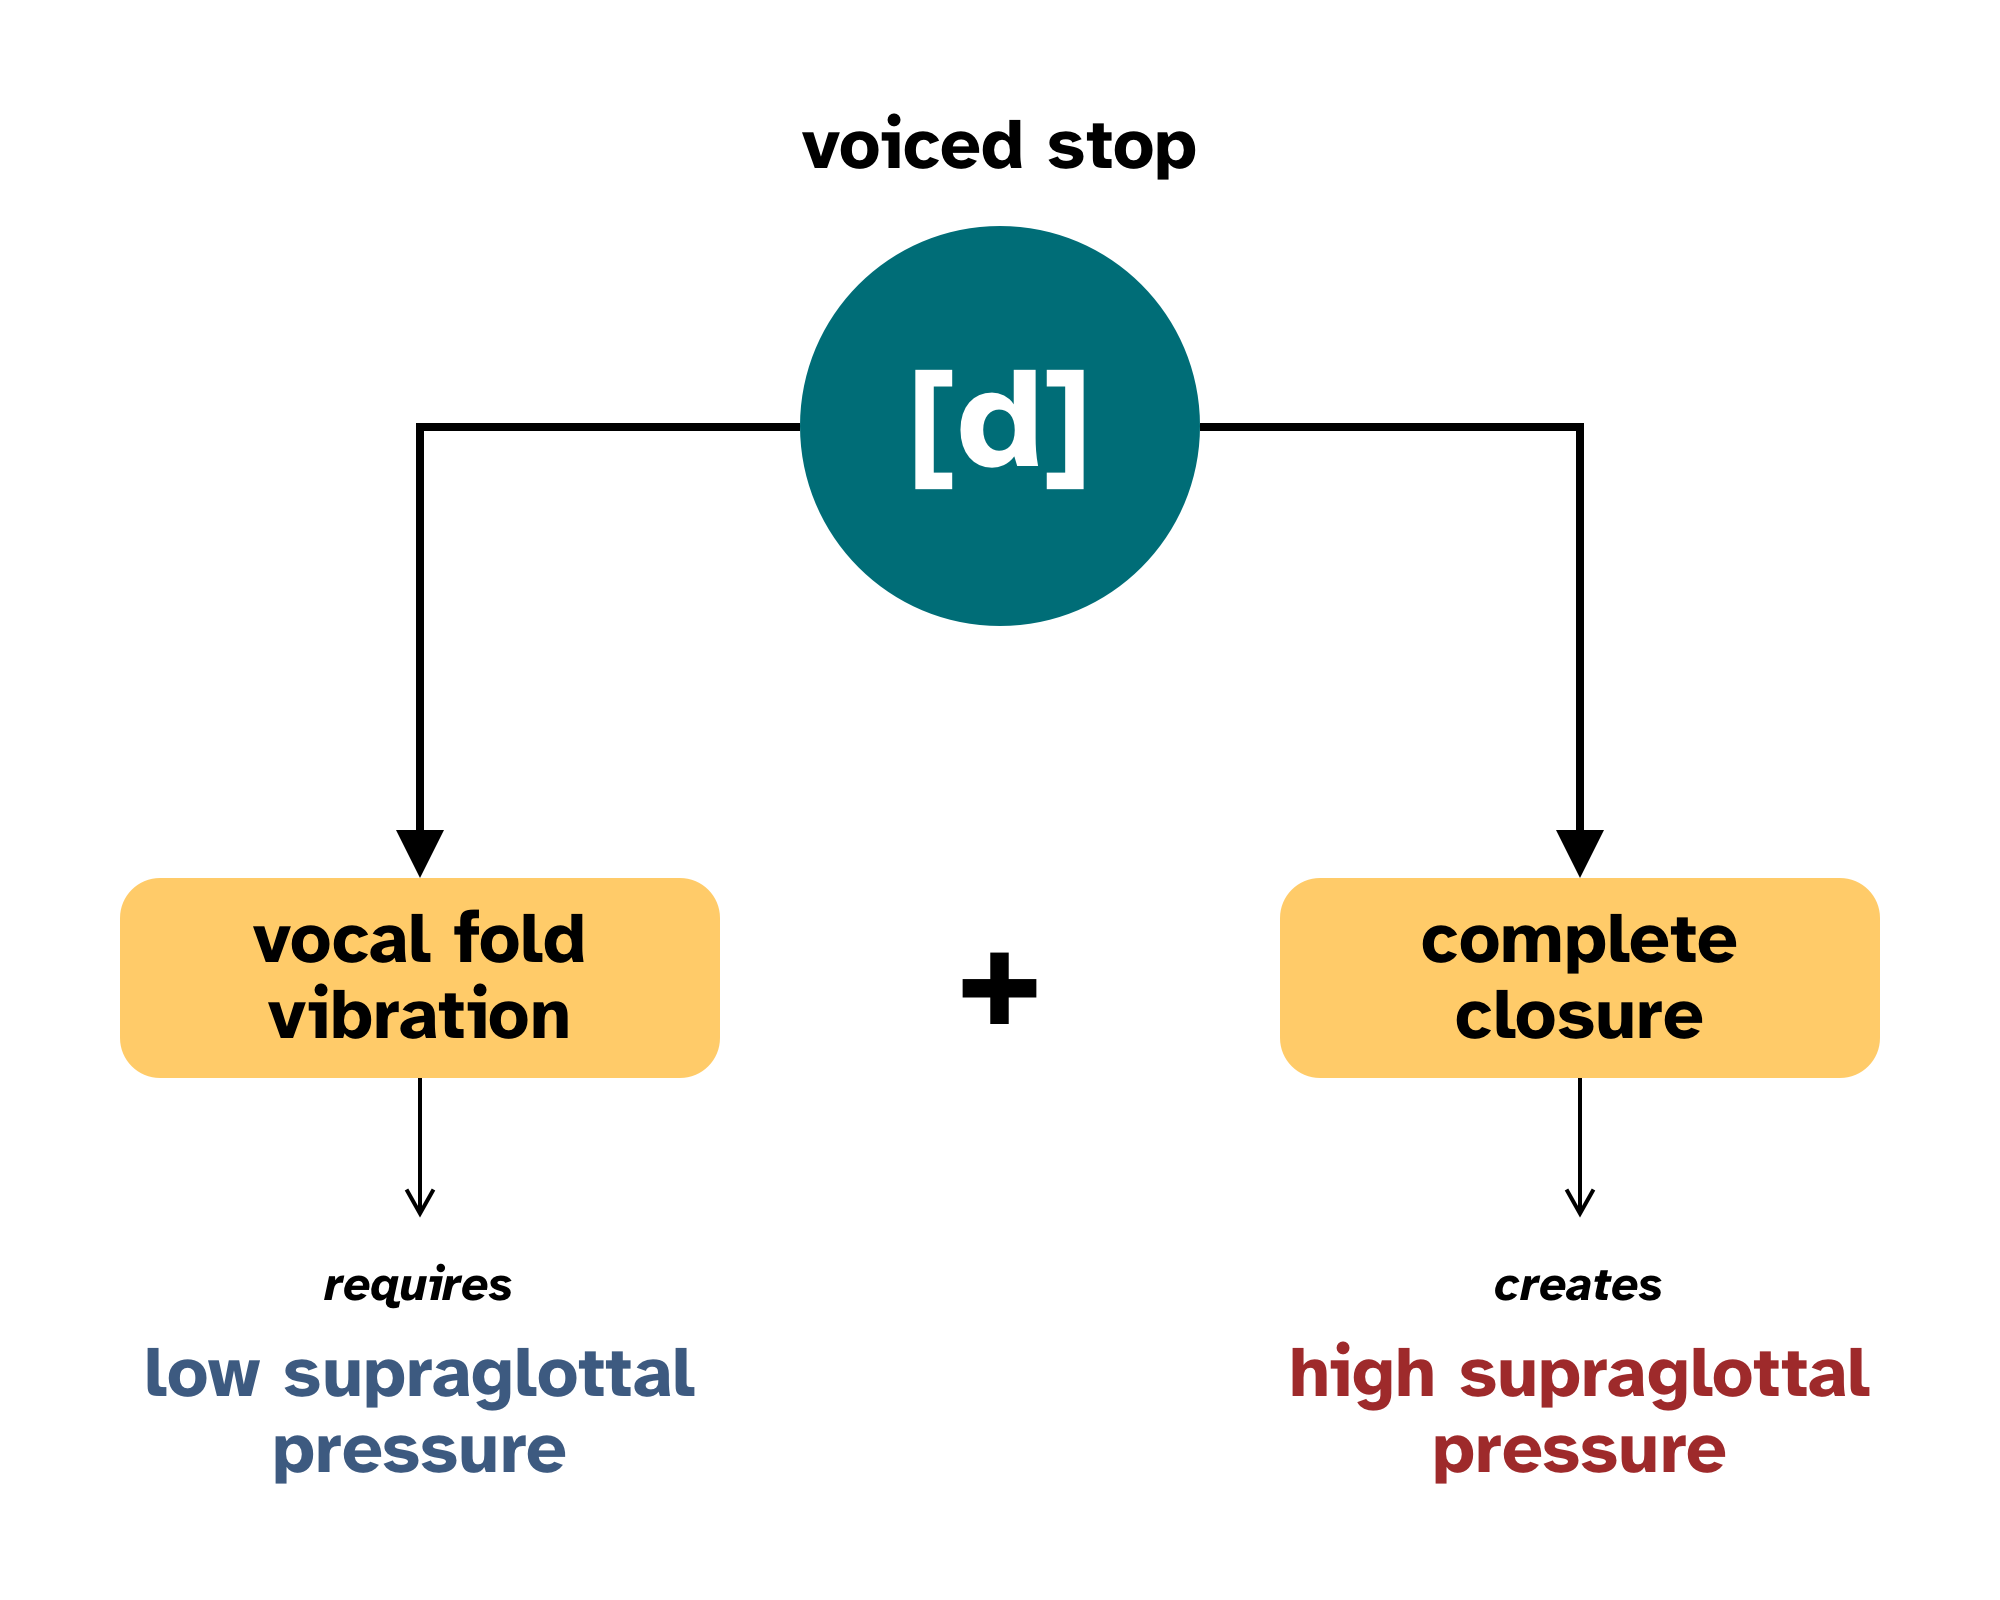 voiced stop
[d]
vocal fold
vibration
+
complete
closure
requires
low supraglottal
pressure
creates
high supraglottal
pressure